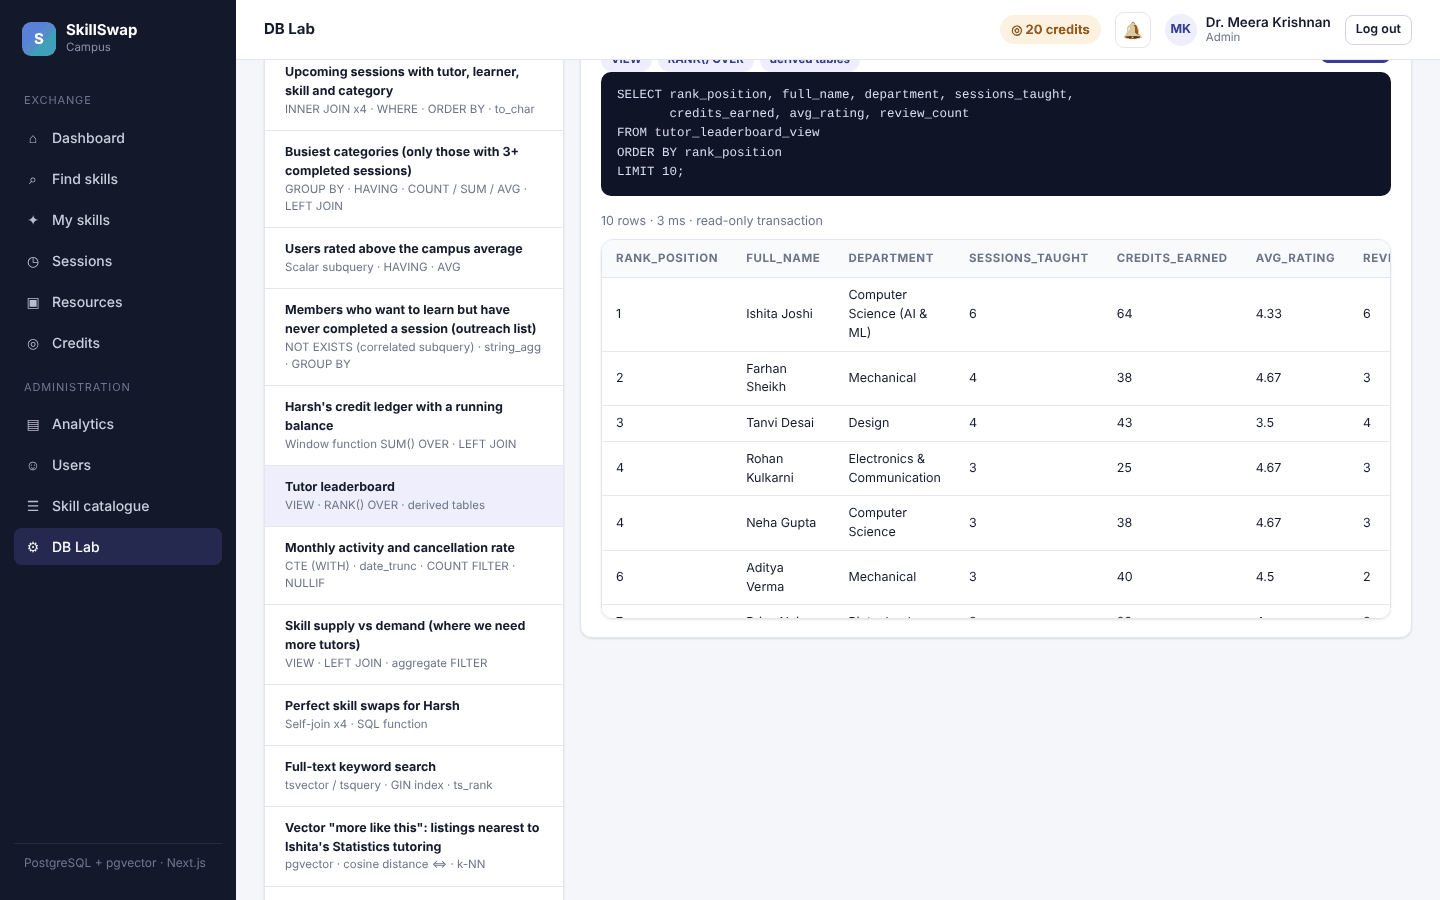 S
SkillSwap
Campus
EXCHANGE
Dashboard
Find skills
My skills
Sessions
Resources
Credits
ADMINISTRATION
Analytics
Users
Skill catalogue
DB Lab
PostgreSQL + pgvector · Next.js
DB Lab
20 credits
MK
Dr. Meera Krishnan
Admin
Log out
Upcoming sessions with tutor, learner,
skill and category
INNER JOIN x4 · WHERE · ORDER BY · to_char
Busiest categories (only those with 3+
completed sessions)
GROUP BY · HAVING · COUNT / SUM / AVG ·
LEFT JOIN
Users rated above the campus average
Scalar subquery · HAVING · AVG
Members who want to learn but have
never completed a session (outreach list)
NOT EXISTS (correlated subquery) · string_agg
· GROUP BY
Harsh's credit ledger with a running
balance
Window function SUM() OVER · LEFT JOIN
Tutor leaderboard
VIEW · RANK() OVER · derived tables
Monthly activity and cancellation rate
CTE (WITH) · date_trunc · COUNT FILTER ·
NULLIF
Skill supply vs demand (where we need
more tutors)
VIEW · LEFT JOIN · aggregate FILTER
Perfect skill swaps for Harsh
Self-join x4 · SQL function
Full-text keyword search
tsvector / tsquery · GIN index · ts_rank
Vector "more like this": listings nearest to
Ishita's Statistics tutoring
pgvector · cosine distance <=> · k-NN
VIEW RANK() OVER derived tables
SELECT rank_position, full_name, department, sessions_taught,
credits_earned, avg_rating, review_count
FROM tutor_leaderboard_view
ORDER BY rank_position
LIMIT 10;
10 rows · 3 ms · read-only transaction
RANK_POSITION FULL_NAME DEPARTMENT SESSIONS_TAUGHT CREDITS_EARNED AVG_RATING REVI
1 Ishita Joshi Computer Science (AI & ML) 6 64 4.33 6
2 Farhan Sheikh Mechanical 4 38 4.67 3
3 Tanvi Desai Design 4 43 3.5 4
4 Rohan Kulkarni Electronics & Communication 3 25 4.67 3
4 Neha Gupta Computer Science 3 38 4.67 3
6 Aditya Verma Mechanical 3 40 4.5 2